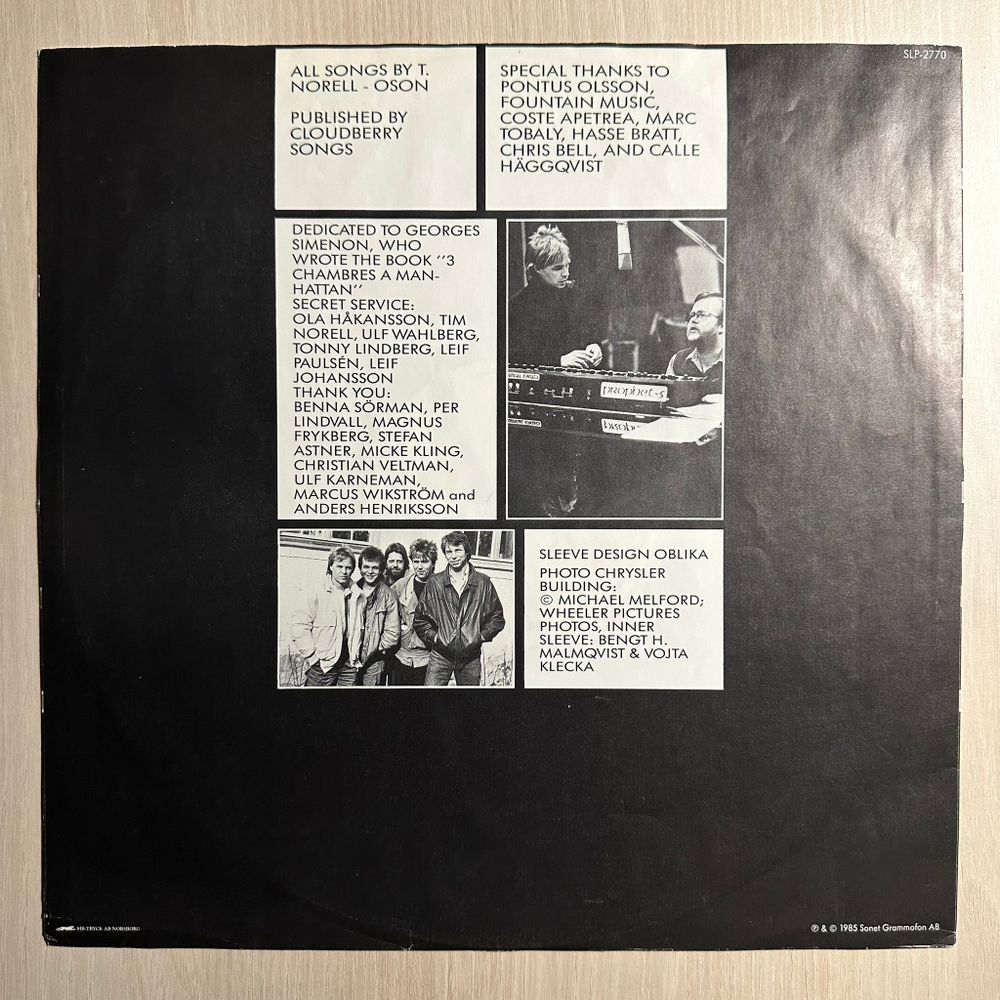 SLP-2770
ALL SONGS BY T.
NORELL - OSON
PUBLISHED BY
CLOUDBERRY
SONGS
SPECIAL THANKS TO
PONTUS OLSSON,
FOUNTAIN MUSIC,
COSTE APETREA, MARC
TOBALY, HASSE BRATT,
CHRIS BELL, AND CALLE
HÄGGQVIST
DEDICATED TO GEORGES
SIMENON, WHO
WROTE THE BOOK ''3
CHAMBRES A MAN-
HATTAN''
SECRET SERVICE:
OLA HÅKANSSON, TIM
NORELL, ULF WAHLBERG,
TONNY LINDBERG, LEIF
PAULSÉN, LEIF
JOHANSSON
THANK YOU:
BENNA SÖRMAN, PER
LINDVALL, MAGNUS
FRYKBERG, STEFAN
ASTNER, MICKE KLING,
CHRISTIAN VELTMAN,
ULF KARNEMAN,
MARCUS WIKSTRÖM and
ANDERS HENRIKSSON
prophet-5
SLEEVE DESIGN OBLIKA
PHOTO CHRYSLER
BUILDING:
© MICHAEL MELFORD;
WHEELER PICTURES
PHOTOS, INNER
SLEEVE: BENGT H.
MALMQVIST & VOJTA
KLECKA
SIB-TRYCK AB NORSBORG
℗ & © 1985 Sonet Grammofon AB